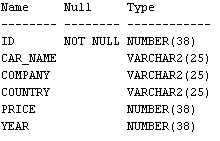 Name     Null     Type
-------- -------- ------------
ID       NOT NULL NUMBER(38)
CAR_NAME          VARCHAR2(25)
COMPANY           VARCHAR2(25)
COUNTRY           VARCHAR2(25)
PRICE             NUMBER(38)
YEAR              NUMBER(38)